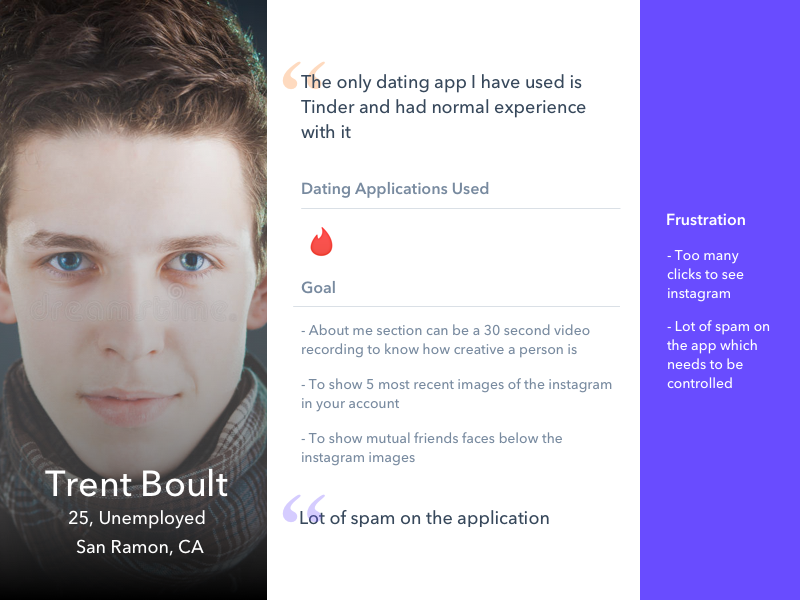 The only dating app I have used is
Tinder and had normal experience
with it
Dating Applications Used
Goal
- About me section can be a 30 second video
recording to know how creative a person is
- To show 5 most recent images of the instagram
in your account
- To show mutual friends faces below the
instagram images
Lot of spam on the application
Trent Boult
25, Unemployed
San Ramon, CA
Frustration
- Too many
clicks to see
instagram
- Lot of spam on
the app which
needs to be
controlled